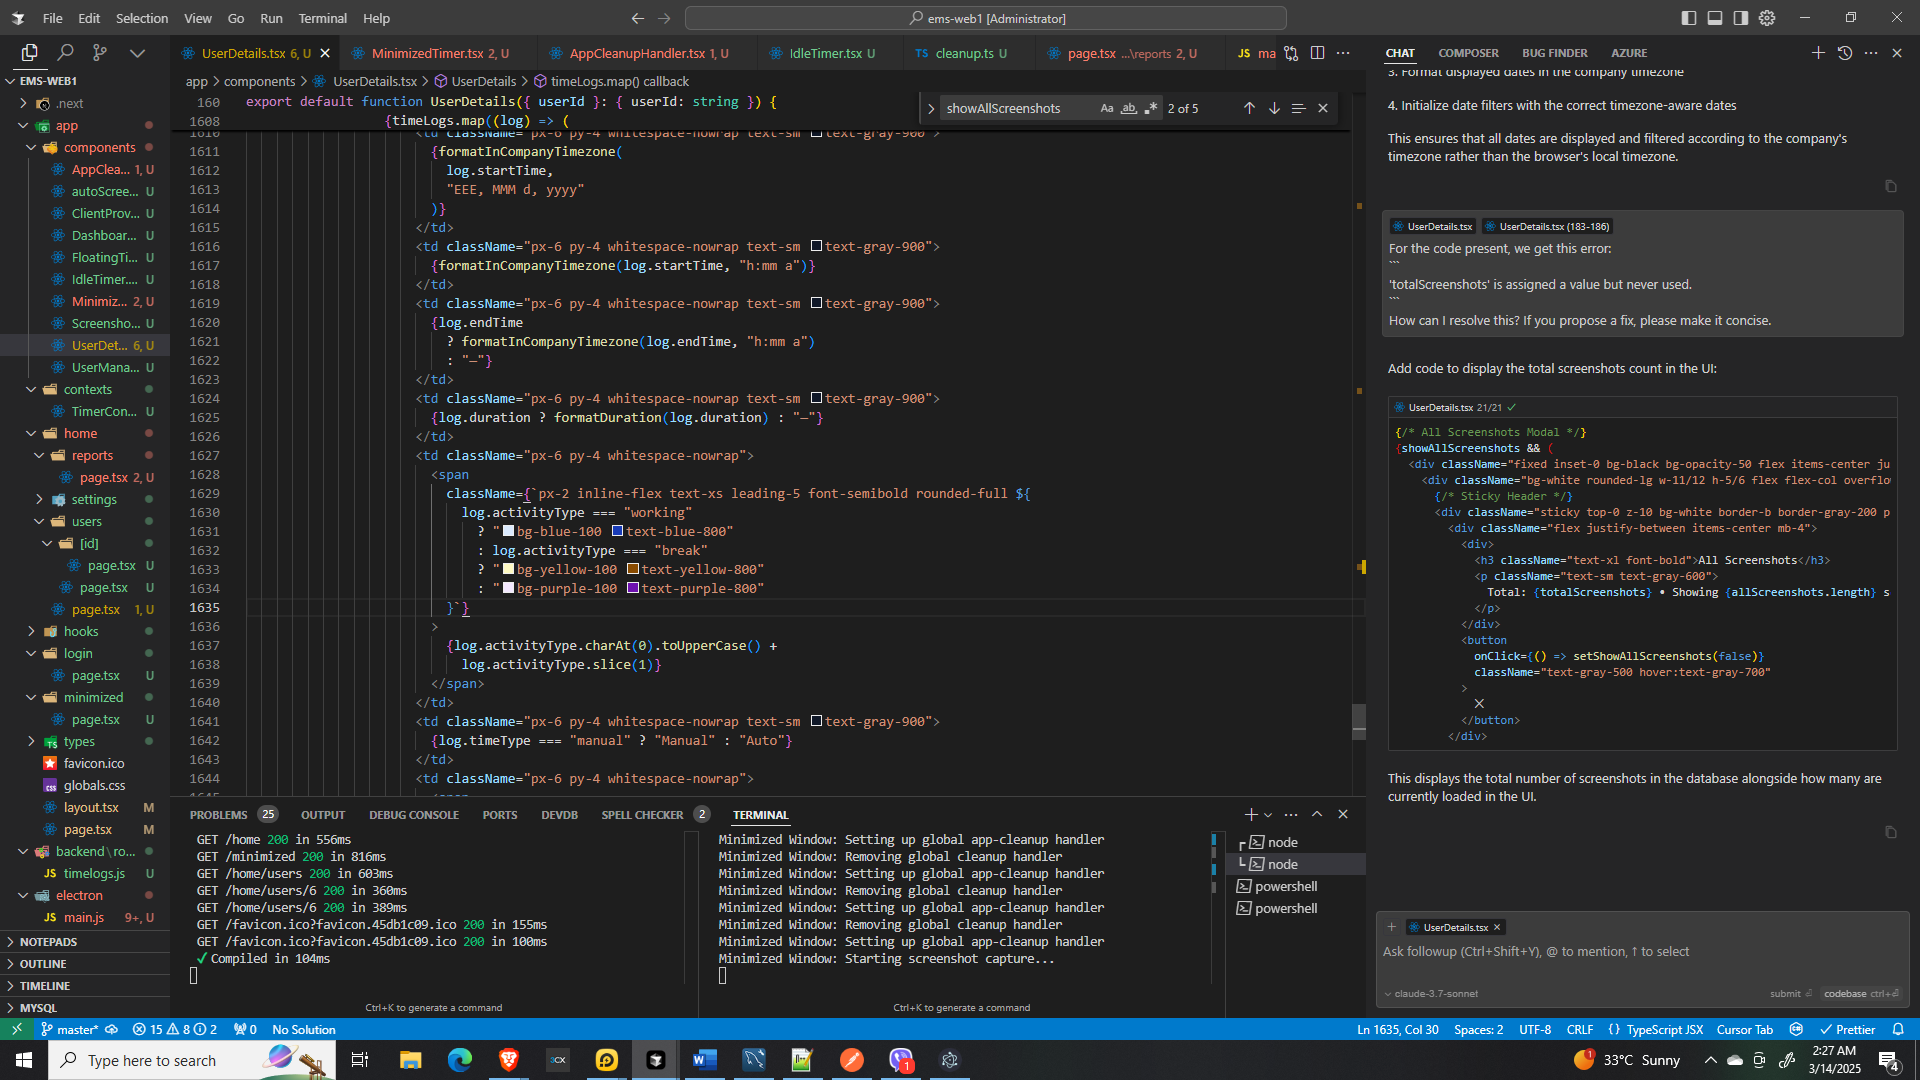 File Edit Selection View Go Run Terminal Help
ems-web1 [Administrator]
UserDetails.tsx 6, U
MinimizedTimer.tsx 2, U
AppCleanupHandler.tsx 1, U
IdleTimer.tsx U
cleanup.ts U
page.tsx ...\reports 2, U
JS ma
CHAT COMPOSER BUG FINDER AZURE
EMS-WEB1
.next
app
components
AppClea... 1, U
autoScree... U
ClientProv... U
Dashboar... U
FloatingTi... U
IdleTimer.... U
Minimiz... 2, U
Screensho... U
UserDet... 6, U
UserMana... U
contexts
TimerCon... U
home
reports
page.tsx 2, U
settings
users
[id]
page.tsx U
page.tsx U
page.tsx 1, U
hooks
login
page.tsx U
minimized
page.tsx U
types
favicon.ico
globals.css
layout.tsx M
page.tsx M
backend\ro...
JS timelogs.js U
electron
JS main.js 9+, U
NOTEPADS
OUTLINE
TIMELINE
MYSQL
app > components > UserDetails.tsx > UserDetails > timeLogs.map() callback
160 export default function UserDetails({ userId }: { userId: string }) {
1608 {timeLogs.map((log) => (
showAllScreenshots Aa ab 2 of 5
1610 <td className="px-6 py-4 whitespace-nowrap text-sm text-gray-900">
1611 {formatInCompanyTimezone(
1612 log.startTime,
1613 "EEE, MMM d, yyyy"
1614 )}
1615 </td>
1616 <td className="px-6 py-4 whitespace-nowrap text-sm text-gray-900">
1617 {formatInCompanyTimezone(log.startTime, "h:mm a")}
1618 </td>
1619 <td className="px-6 py-4 whitespace-nowrap text-sm text-gray-900">
1620 {log.endTime
1621 ? formatInCompanyTimezone(log.endTime, "h:mm a")
1622 : "—"}
1623 </td>
1624 <td className="px-6 py-4 whitespace-nowrap text-sm text-gray-900">
1625 {log.duration ? formatDuration(log.duration) : "—"}
1626 </td>
1627 <td className="px-6 py-4 whitespace-nowrap">
1628 <span
1629 className={`px-2 inline-flex text-xs leading-5 font-semibold rounded-full ${
1630 log.activityType === "working"
1631 ? "bg-blue-100 text-blue-800"
1632 : log.activityType === "break"
1633 ? "bg-yellow-100 text-yellow-800"
1634 : "bg-purple-100 text-purple-800"
1635 }`}
1636 >
1637 {log.activityType.charAt(0).toUpperCase() +
1638 log.activityType.slice(1)}
1639 </span>
1640 </td>
1641 <td className="px-6 py-4 whitespace-nowrap text-sm text-gray-900">
1642 {log.timeType === "manual" ? "Manual" : "Auto"}
1643 </td>
1644 <td className="px-6 py-4 whitespace-nowrap">
PROBLEMS 25 OUTPUT DEBUG CONSOLE PORTS DEVDB SPELL CHECKER 2 TERMINAL
GET /home 200 in 556ms
GET /minimized 200 in 816ms
GET /home/users 200 in 603ms
GET /home/users/6 200 in 360ms
GET /home/users/6 200 in 389ms
GET /favicon.ico?favicon.45db1c09.ico 200 in 155ms
GET /favicon.ico?favicon.45db1c09.ico 200 in 100ms
✓ Compiled in 104ms
Ctrl+K to generate a command
Minimized Window: Setting up global app-cleanup handler
Minimized Window: Removing global cleanup handler
Minimized Window: Setting up global app-cleanup handler
Minimized Window: Removing global cleanup handler
Minimized Window: Setting up global app-cleanup handler
Minimized Window: Removing global cleanup handler
Minimized Window: Setting up global app-cleanup handler
Minimized Window: Starting screenshot capture...
Ctrl+K to generate a command
node
node
powershell
powershell
3. Format displayed dates in the company timezone
4. Initialize date filters with the correct timezone-aware dates
This ensures that all dates are displayed and filtered according to the company's
timezone rather than the browser's local timezone.
UserDetails.tsx UserDetails.tsx (183-186)
For the code present, we get this error:
```
'totalScreenshots' is assigned a value but never used.
```
How can I resolve this? If you propose a fix, please make it concise.
Add code to display the total screenshots count in the UI:
UserDetails.tsx 21/21 ✓
{/* All Screenshots Modal */}
{showAllScreenshots && (
<div className="fixed inset-0 bg-black bg-opacity-50 flex items-center ju
<div className="bg-white rounded-lg w-11/12 h-5/6 flex flex-col overflow
{/* Sticky Header */}
<div className="sticky top-0 z-10 bg-white border-b border-gray-200 p
<div className="flex justify-between items-center mb-4">
<div>
<h3 className="text-xl font-bold">All Screenshots</h3>
<p className="text-sm text-gray-600">
Total: {totalScreenshots} • Showing {allScreenshots.length} s
</p>
</div>
<button
onClick={() => setShowAllScreenshots(false)}
className="text-gray-500 hover:text-gray-700"
>
✕
</button>
</div>
This displays the total number of screenshots in the database alongside how many are
currently loaded in the UI.
UserDetails.tsx ×
Ask followup (Ctrl+Shift+Y), @ to mention, ↑ to select
claude-3.7-sonnet submit codebase ctrl+
master* 15 8 2 0 No Solution
Ln 1635, Col 30 Spaces: 2 UTF-8 CRLF {} TypeScript JSX Cursor Tab Prettier
Type here to search
33°C Sunny
2:27 AM
3/14/2025